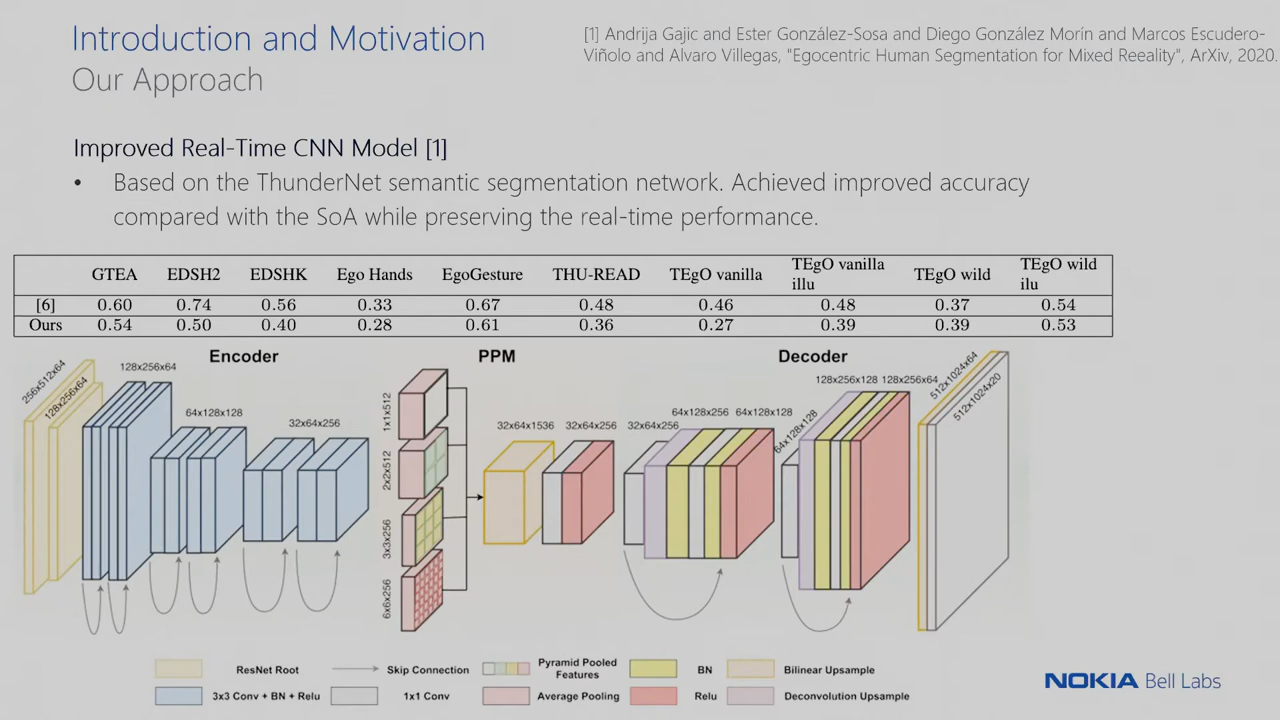 Introduction and Motivation
Our Approach
[1] Andrija Gajic and Ester González-Sosa and Diego González Morín and Marcos Escudero-
Viñolo and Alvaro Villegas, "Egocentric Human Segmentation for Mixed Reeality", ArXiv, 2020.
Improved Real-Time CNN Model [1]
• Based on the ThunderNet semantic segmentation network. Achieved improved accuracy
compared with the SoA while preserving the real-time performance.
GTEA EDSH2 EDSHK Ego Hands EgoGesture THU-READ TEgO vanilla TEgO vanilla illu TEgO wild TEgO wild ilu
[6] 0.60 0.74 0.56 0.33 0.67 0.48 0.46 0.48 0.37 0.54
Ours 0.54 0.50 0.40 0.28 0.61 0.36 0.27 0.39 0.39 0.53
Encoder PPM Decoder
256x512x64
128x256x64
128x256x64
64x128x128
32x64x256
1x1x512
2x2x512
3x3x256
6x6x256
32x64x1536
32x64x256
32x64x256
64x128x256
64x128x128
64x128x128
128x256x128
128x256x64
512x1024x64
512x1024x20
ResNet Root
Skip Connection
Pyramid Pooled
Features
BN
Bilinear Upsample
3x3 Conv + BN + Relu
1x1 Conv
Average Pooling
Relu
Deconvolution Upsample
NOKIA Bell Labs